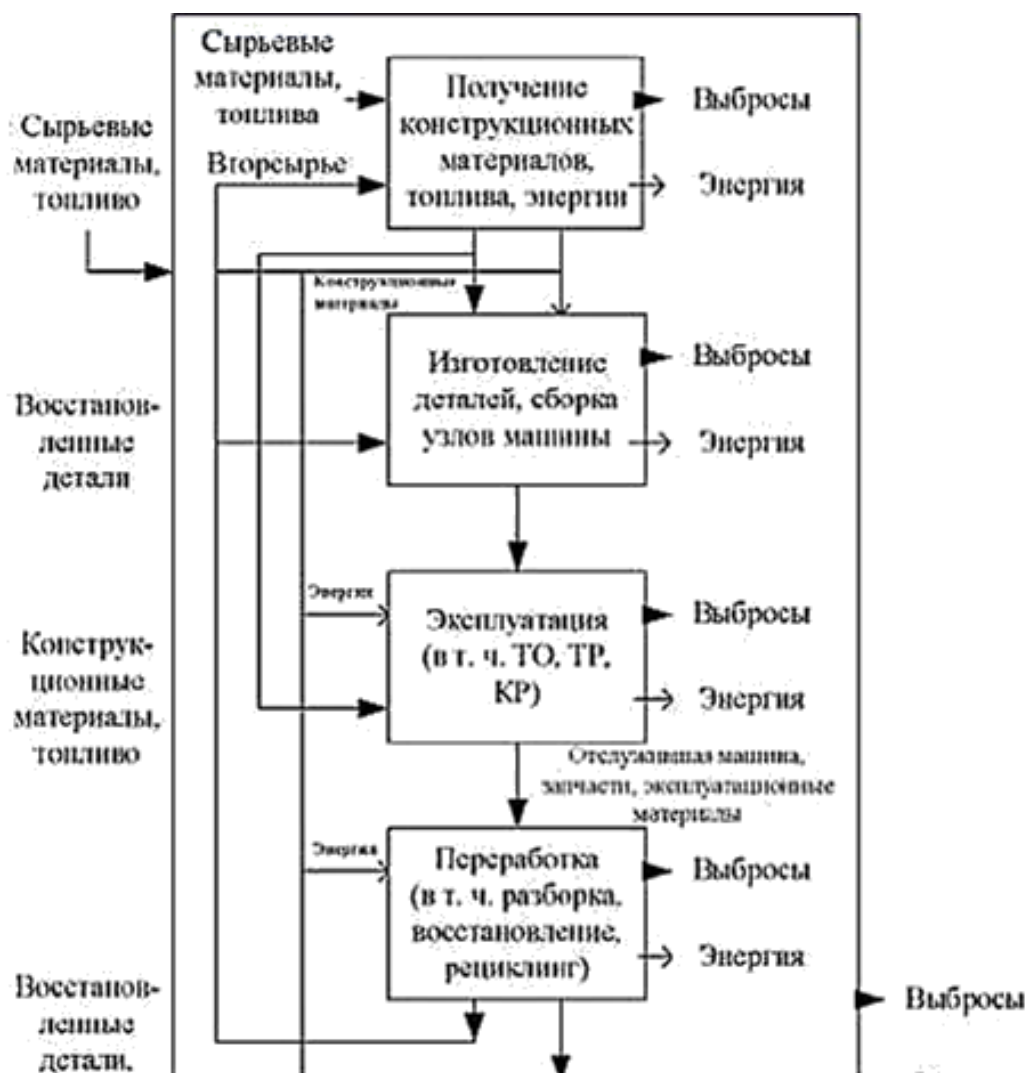 Сырьевые
материалы,
топлива
Получение
конструкционных
материалов,
топлива, энергии
Выбросы
Энергия
Сырьевые
материалы,
топливо
Вторсырье
Конструкционные
материалы
Изготовление
деталей, сборка
узлов машины
Выбросы
Энергия
Восстанов-
ленные
детали
Энергия
Эксплуатация
(в т. ч. ТО, ТР,
КР)
Выбросы
Энергия
Конструк-
ционные
материалы,
топливо
Отслужившая машина,
запчасти, эксплуатационные
материалы
Энергия
Переработка
(в т. ч. разборка,
восстановление,
рециклинг)
Выбросы
Энергия
Восстанов-
ленные
детали,
Выбросы